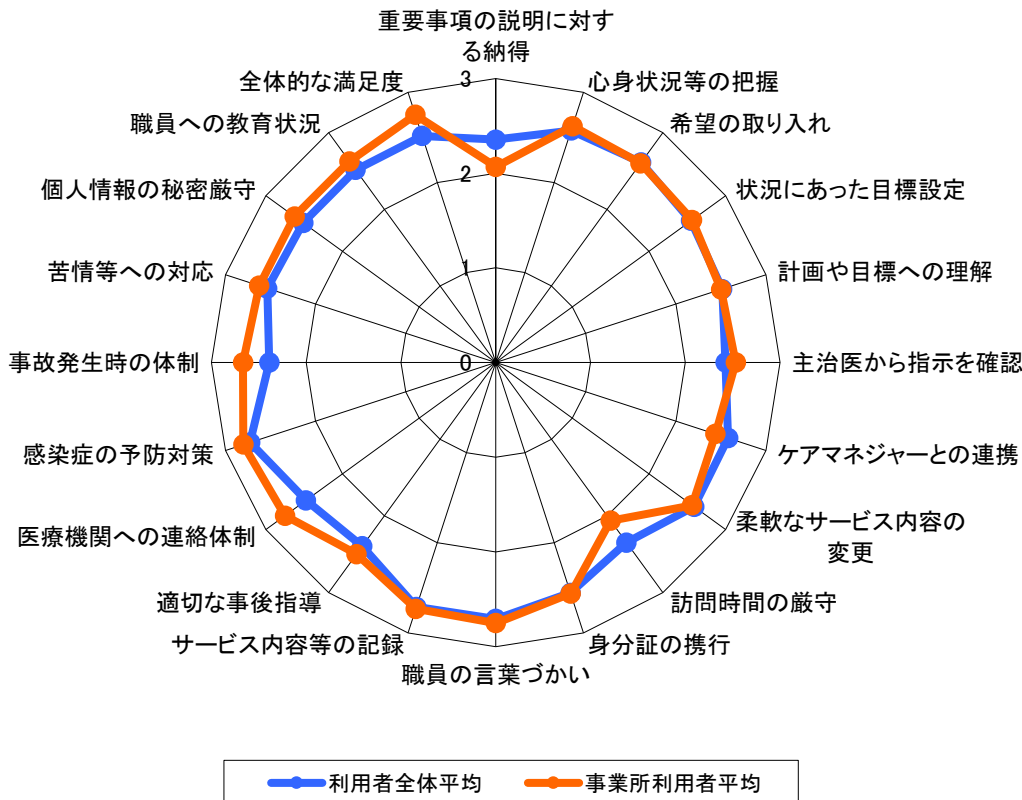 重要事項の説明に対す
る納得
心身状況等の把握
希望の取り入れ
状況にあった目標設定
計画や目標への理解
主治医から指示を確認
ケアマネジャーとの連携
柔軟なサービス内容の
変更
訪問時間の厳守
身分証の携行
職員の言葉づかい
サービス内容等の記録
適切な事後指導
医療機関への連絡体制
感染症の予防対策
事故発生時の体制
苦情等への対応
個人情報の秘密厳守
職員への教育状況
全体的な満足度
3
2
1
0
利用者全体平均
事業所利用者平均